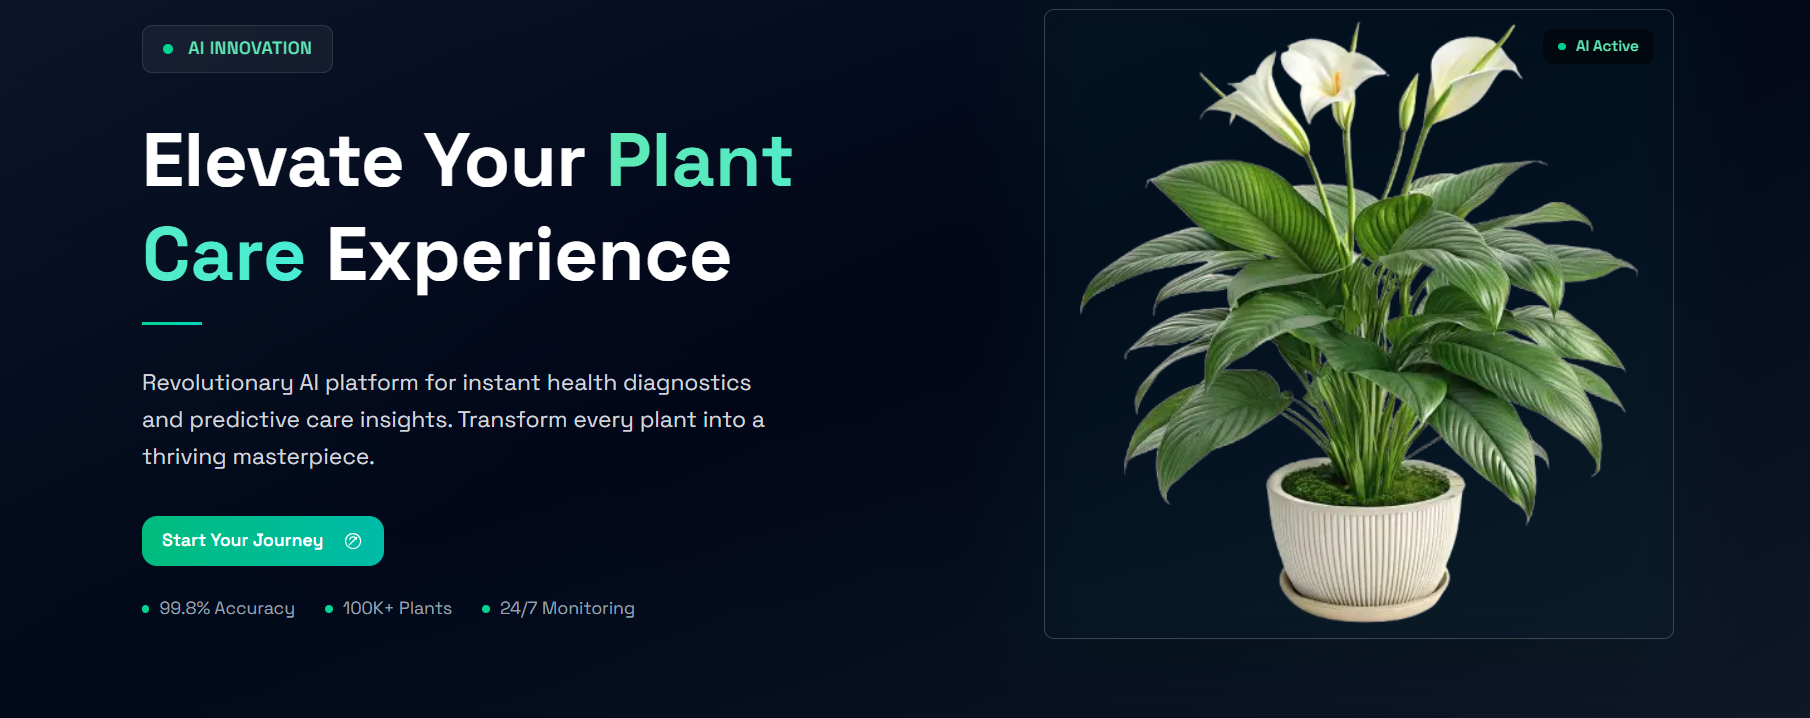 AI INNOVATION
Elevate Your Plant
Care Experience
Revolutionary AI platform for instant health diagnostics
and predictive care insights. Transform every plant into a
thriving masterpiece.
Start Your Journey
99.8% Accuracy
100K+ Plants
24/7 Monitoring
AI Active